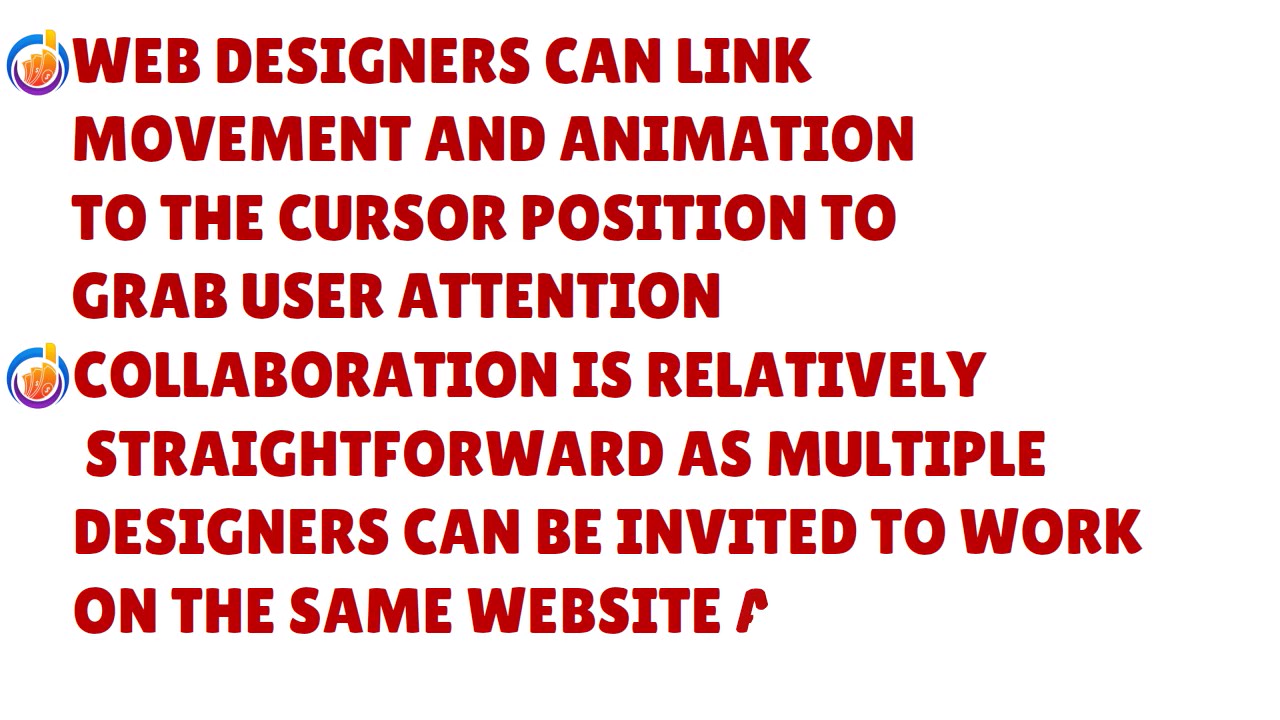 WEB DESIGNERS CAN LINK
MOVEMENT AND ANIMATION
TO THE CURSOR POSITION TO
GRAB USER ATTENTION
COLLABORATION IS RELATIVELY
STRAIGHTFORWARD AS MULTIPLE
DESIGNERS CAN BE INVITED TO WORK
ON THE SAME WEBSITE